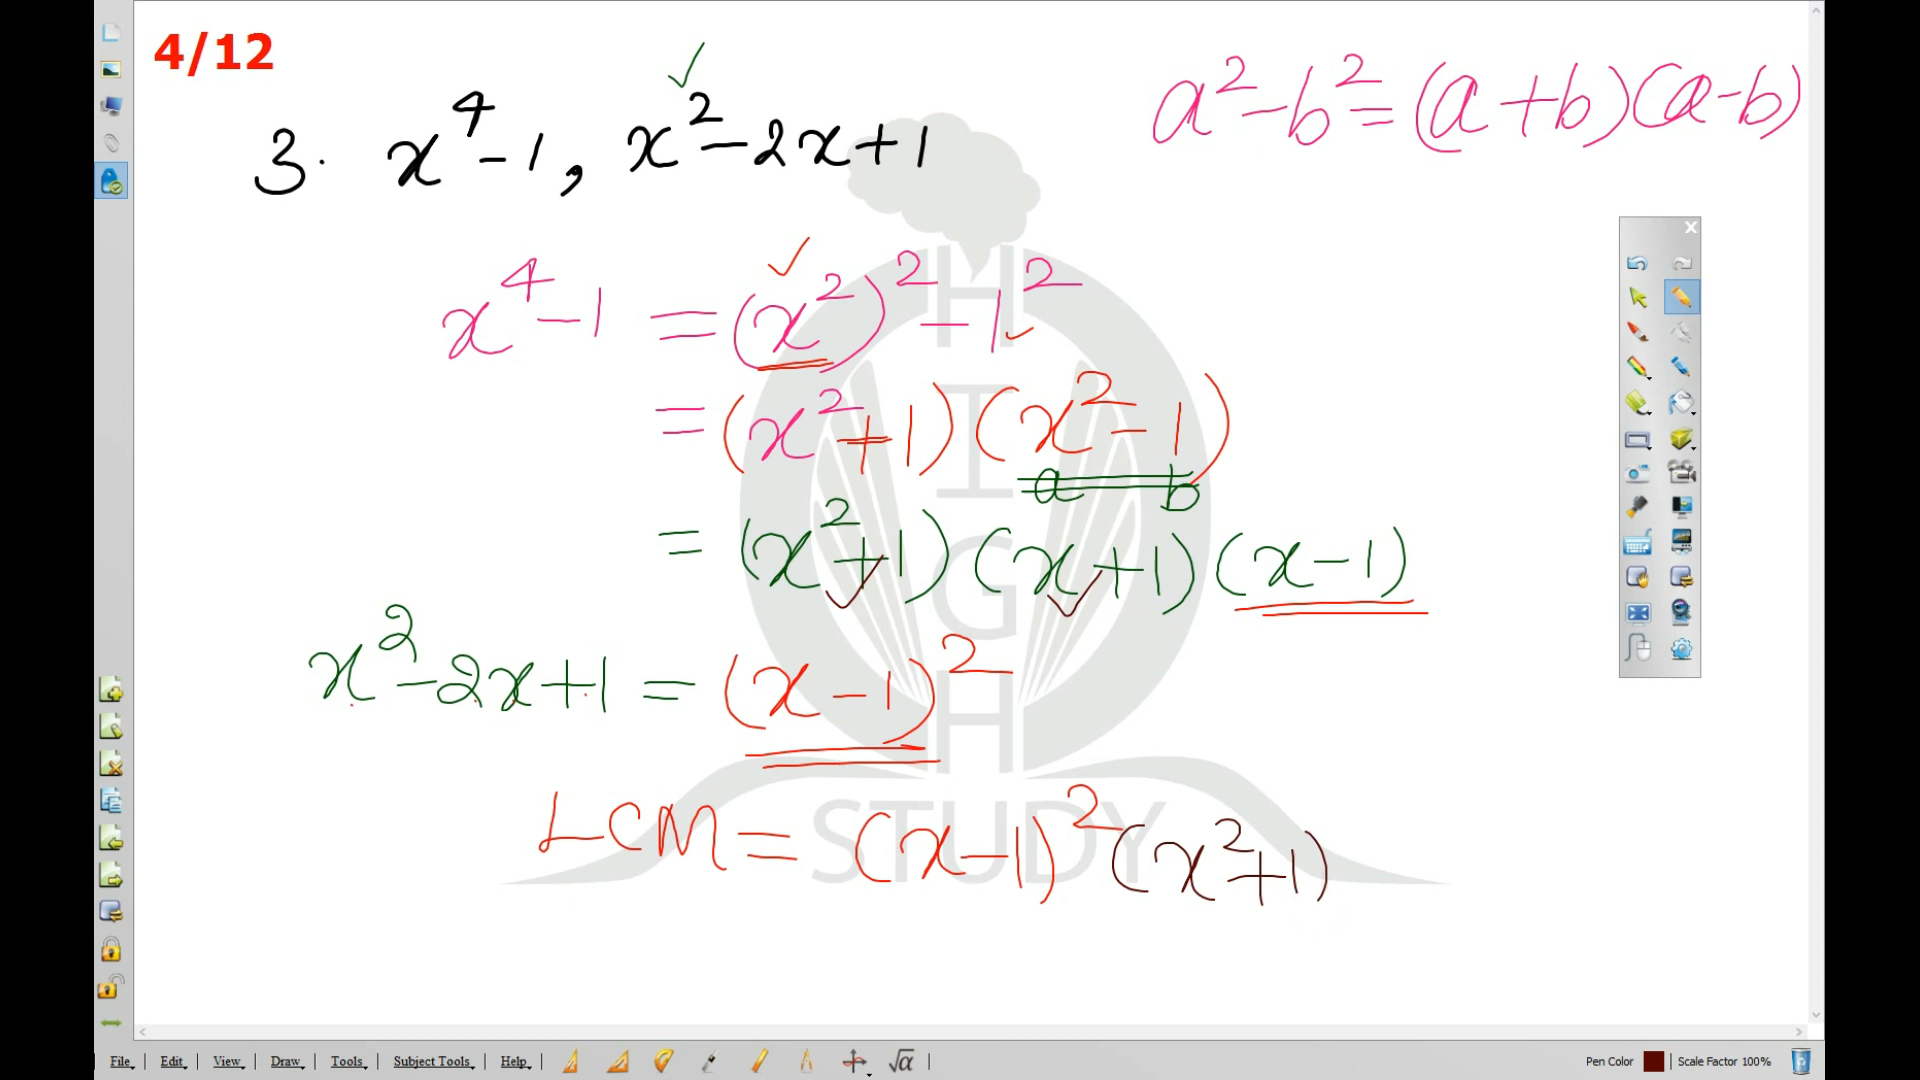 4/12
a² - b² = (a + b)(a - b)
3. x⁴ - 1, x² - 2x + 1
x⁴ - 1 = (x²)² - 1²
= (x² + 1)(x² - 1)
a b
= (x² + 1)(x + 1)(x - 1)
x² - 2x + 1 = (x - 1)²
LCM = (x - 1)² (x² + 1)
HIGH
STUDY
File Edit View Draw Tools Subject Tools Help √α Pen Color Scale Factor 100%